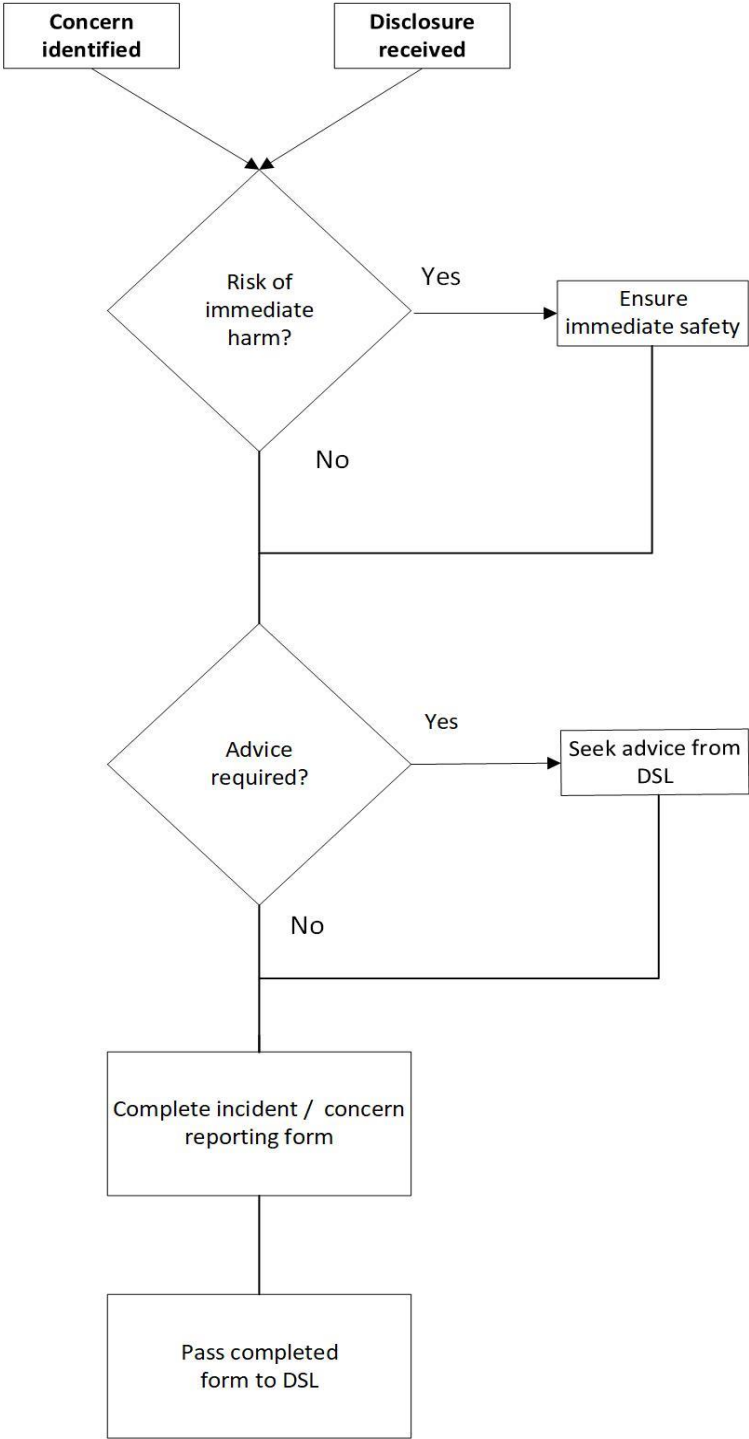 Concern
identified
Disclosure
received
Risk of
immediate
harm?
Yes
Ensure
immediate safety
No
Advice
required?
Yes
Seek advice from
DSL
No
Complete incident / concern
reporting form
Pass completed
form to DSL